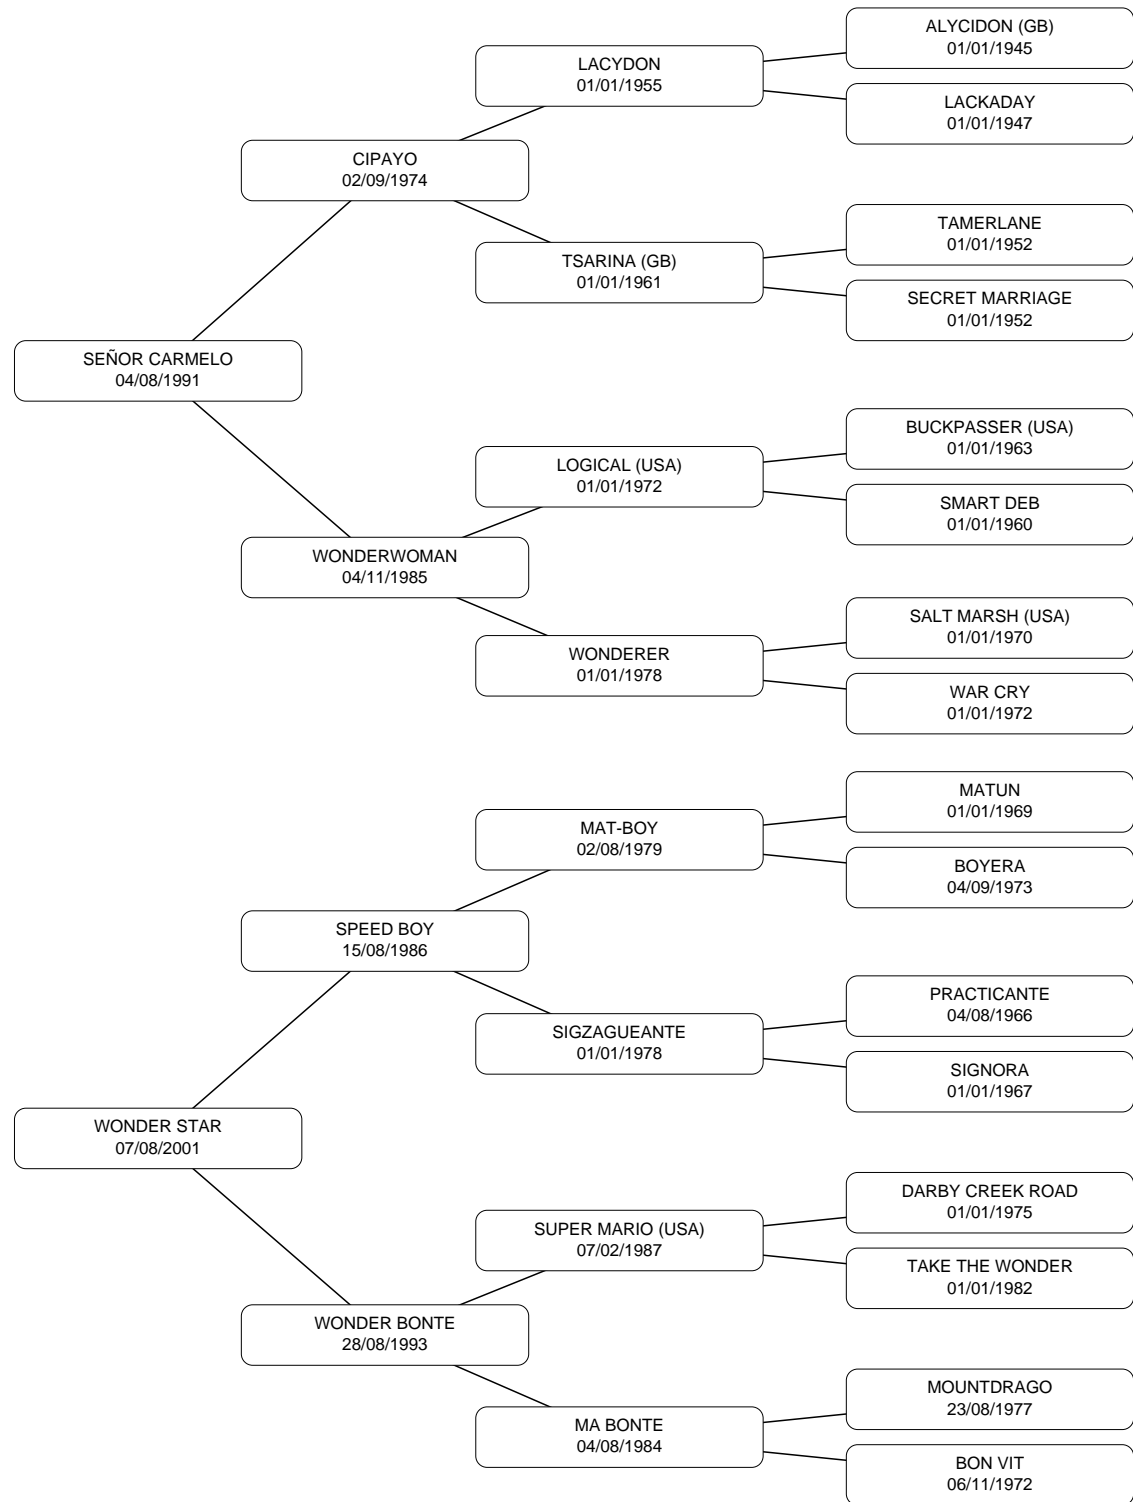 ALYCIDON (GB)
01/01/1945
LACYDON
01/01/1955
LACKADAY
01/01/1947
CIPAYO
02/09/1974
TAMERLANE
01/01/1952
TSARINA (GB)
01/01/1961
SECRET MARRIAGE
01/01/1952
SEÑOR CARMELO
04/08/1991
BUCKPASSER (USA)
01/01/1963
LOGICAL (USA)
01/01/1972
SMART DEB
01/01/1960
WONDERWOMAN
04/11/1985
SALT MARSH (USA)
01/01/1970
WONDERER
01/01/1978
WAR CRY
01/01/1972
MATUN
01/01/1969
MAT-BOY
02/08/1979
BOYERA
04/09/1973
SPEED BOY
15/08/1986
PRACTICANTE
04/08/1966
SIGZAGUEANTE
01/01/1978
SIGNORA
01/01/1967
WONDER STAR
07/08/2001
DARBY CREEK ROAD
01/01/1975
SUPER MARIO (USA)
07/02/1987
TAKE THE WONDER
01/01/1982
WONDER BONTE
28/08/1993
MOUNTDRAGO
23/08/1977
MA BONTE
04/08/1984
BON VIT
06/11/1972